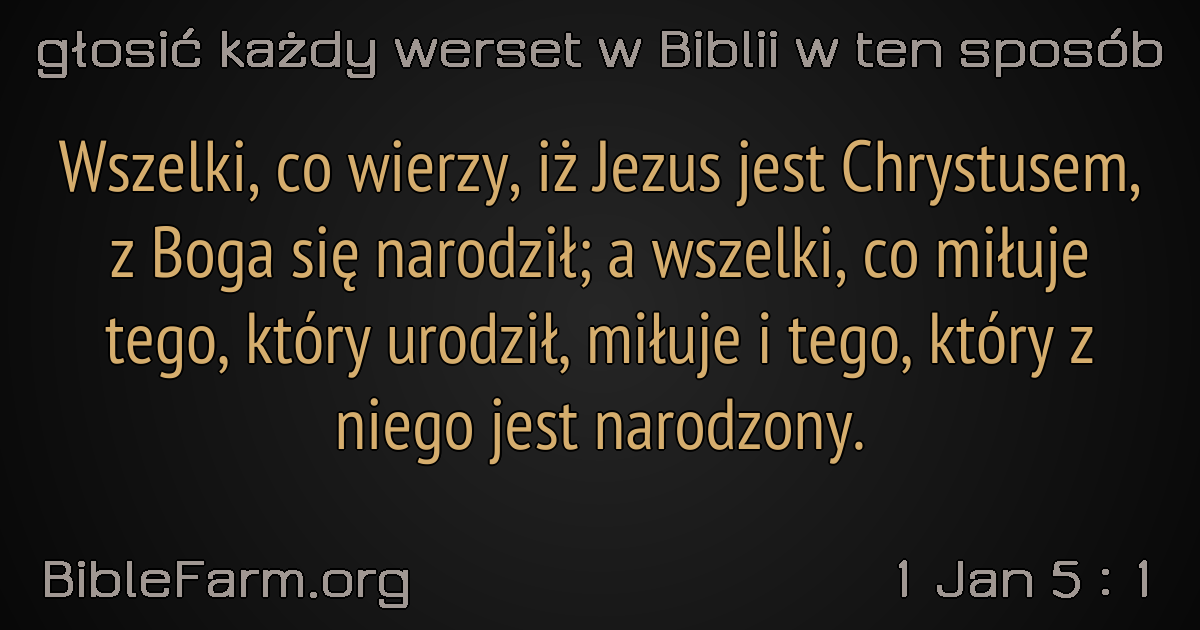 głosić każdy werset w Biblii w ten sposób
Wszelki, co wierzy, iż Jezus jest Chrystusem,
z Boga się narodził; a wszelki, co miłuje
tego, który urodził, miłuje i tego, który z
niego jest narodzony.
BibleFarm.org
1 Jan 5 : 1